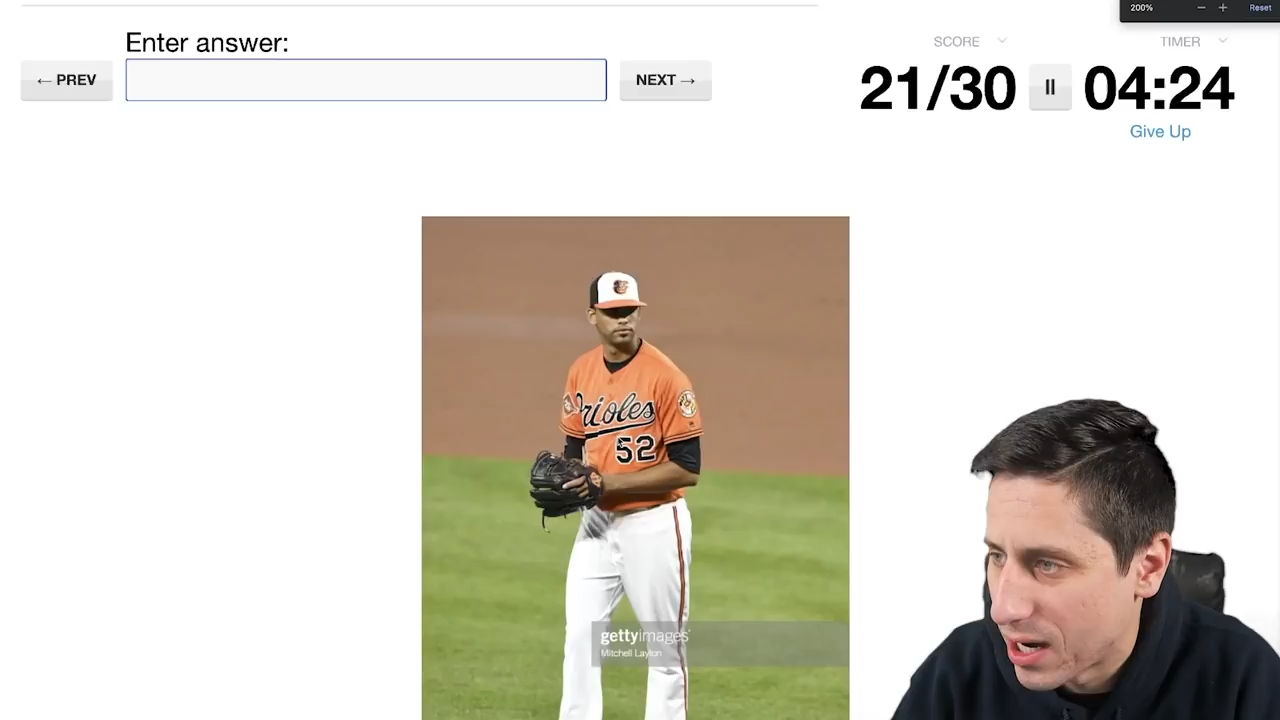 200% − + Reset
Enter answer:
← PREV
NEXT →
SCORE
TIMER
21/30
04:24
Give Up
Orioles
52
gettyimages®
Mitchell Layton